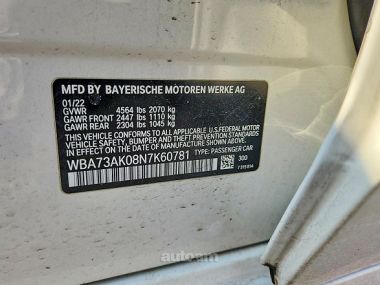 MFD BY BAYERISCHE MOTOREN WERKE AG
01/22
GVWR 4564 lbs 2070 kg
GAWR FRONT 2447 lbs 1110 kg
GAWR REAR 2304 lbs 1045 kg
THIS VEHICLE CONFORMS TO ALL APPLICABLE U.S.FEDERAL MOTOR
VEHICLE SAFETY, BUMPER AND THEFT PREVENTION STANDARDS
IN EFFECT ON THE DATE OF MANUFACTURE SHOWN ABOVE.
WBA73AK08N7K60781 TYPE: PASSENGER CAR
300